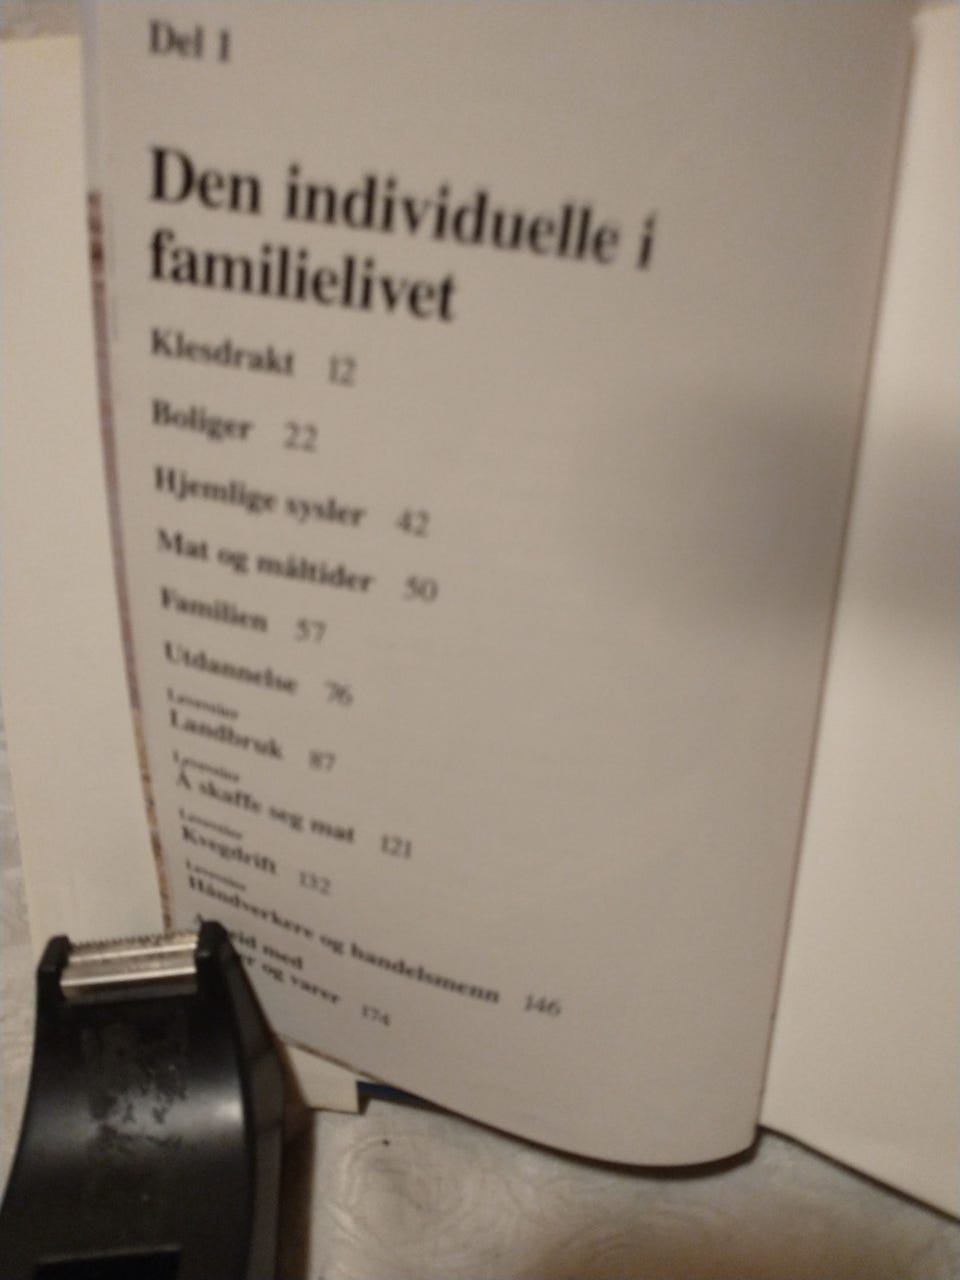 Del 1
Den individuelle i
familielivet
Klesdrakt 12
Boliger 22
Hjemlige sysler 42
Mat og måltider 50
Familien 57
Utdannelse 76
Levesrier
Landbruk 87
Å skaffe seg mat 121
Kvegdrift 132
Håndverkere og handelsmenn 146
med
og varer 174